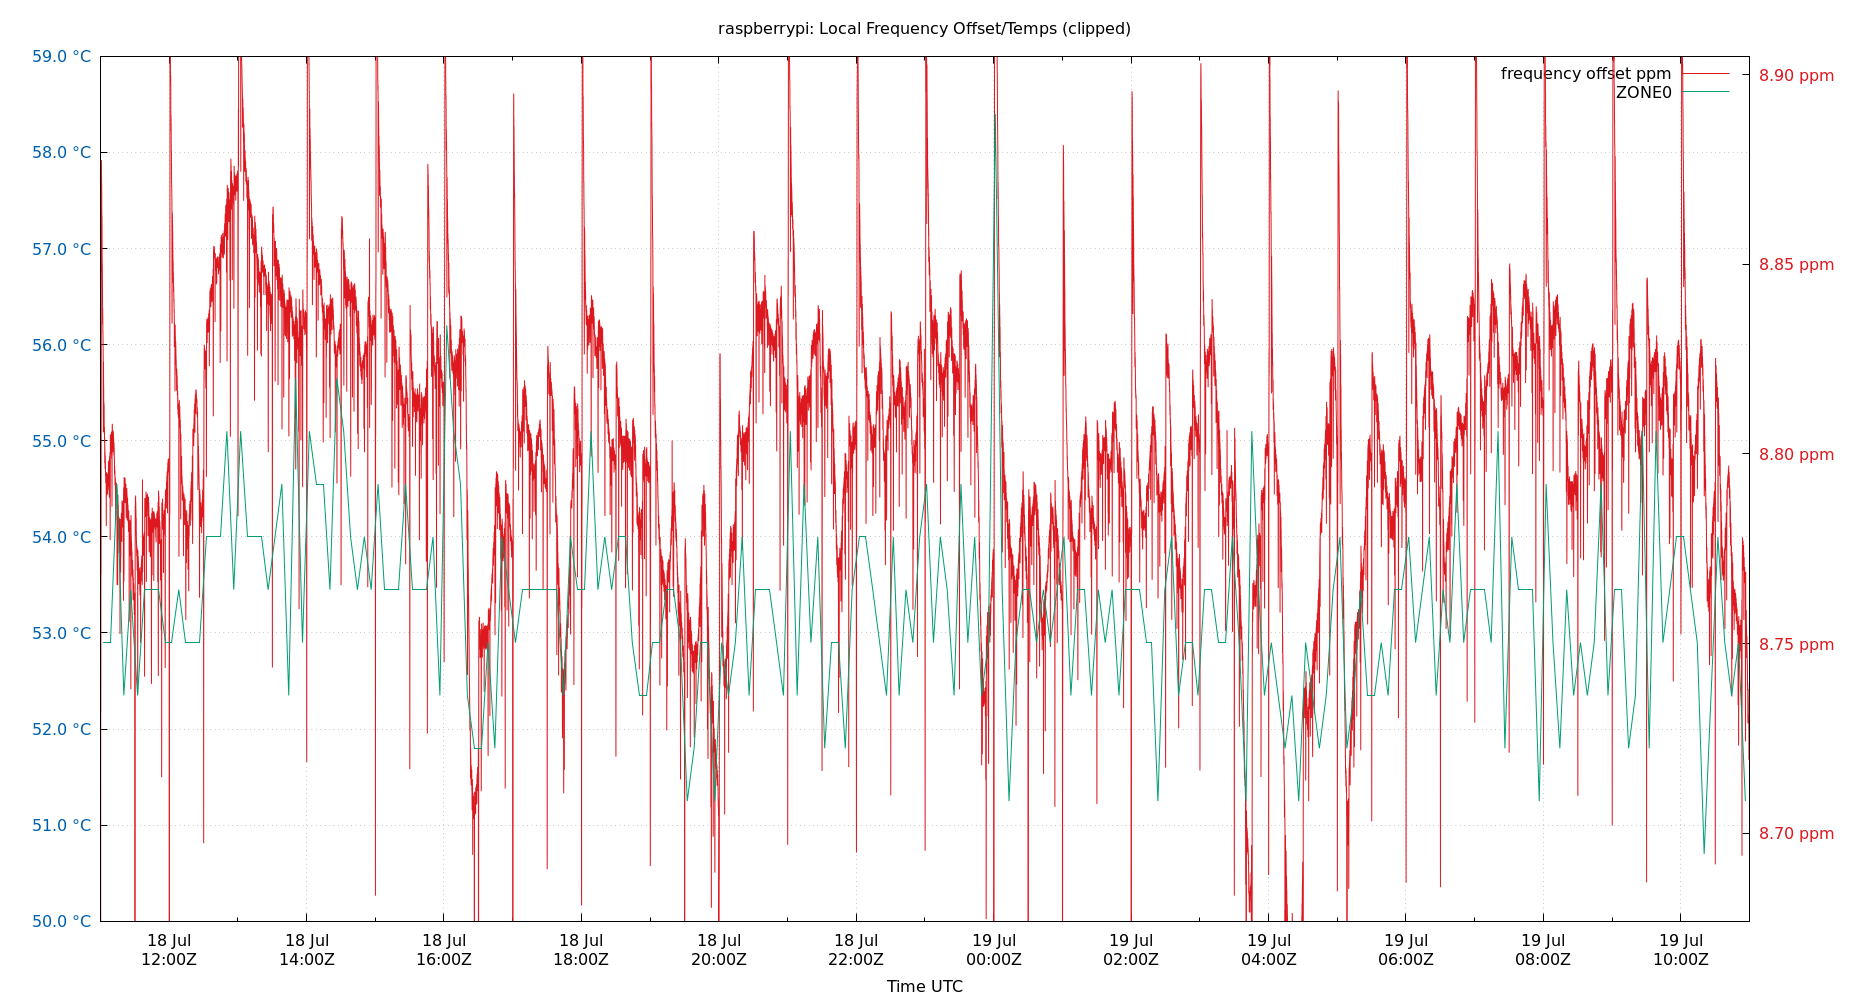 raspberrypi: Local Frequency Offset/Temps (clipped)
59.0 °C
58.0 °C
57.0 °C
56.0 °C
55.0 °C
54.0 °C
53.0 °C
52.0 °C
51.0 °C
50.0 °C
frequency offset ppm
ZONE0
8.90 ppm
8.85 ppm
8.80 ppm
8.75 ppm
8.70 ppm
18 Jul
12:00Z
18 Jul
14:00Z
18 Jul
16:00Z
18 Jul
18:00Z
18 Jul
20:00Z
18 Jul
22:00Z
19 Jul
00:00Z
19 Jul
02:00Z
19 Jul
04:00Z
19 Jul
06:00Z
19 Jul
08:00Z
19 Jul
10:00Z
Time UTC